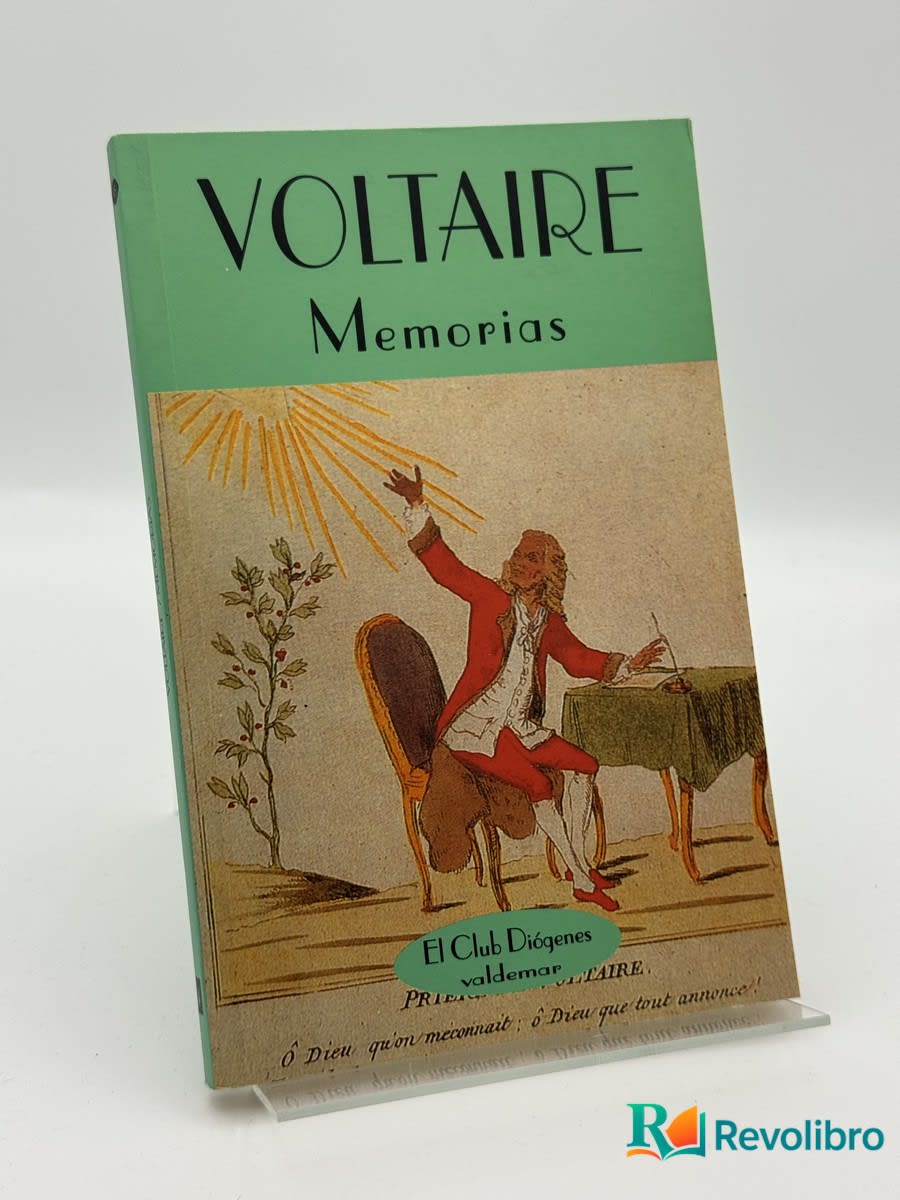 VOLTAIRE
Memorias
El Club Diógenes
valdemar
Ô Dieu qu'on méconnait; ô Dieu que tout annonce!
Revolibro